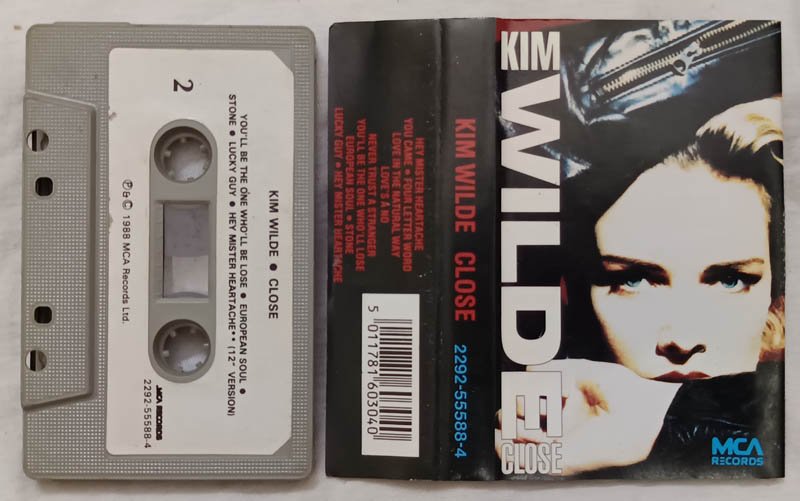 2
KIM WILDE ● CLOSE
YOU'LL BE THE ONE WHO'LL BE LOSE ● EUROPEAN SOUL ●
STONE ● LUCKY GUY ● HEY MISTER HEARTACHE** (12" VERSION)
Ⓟ & © 1988 MCA Records Ltd.
MCA RECORDS
2292-55588-4
HEY MISTER HEARTACHE
YOU CAME ● FOUR LETTER WORD
LOVE IN THE NATURAL WAY
LOVE'S A NO
NEVER TRUST A STRANGER
YOU'LL BE THE ONE WHO'LL LOSE
EUROPEAN SOUL ● STONE
LUCKY GUY ● HEY MISTER HEARTACHE
5 011781 603040
KIM WILDE CLOSE
2292-55588-4
KIM
WILDE
CLOSE
MCA
RECORDS